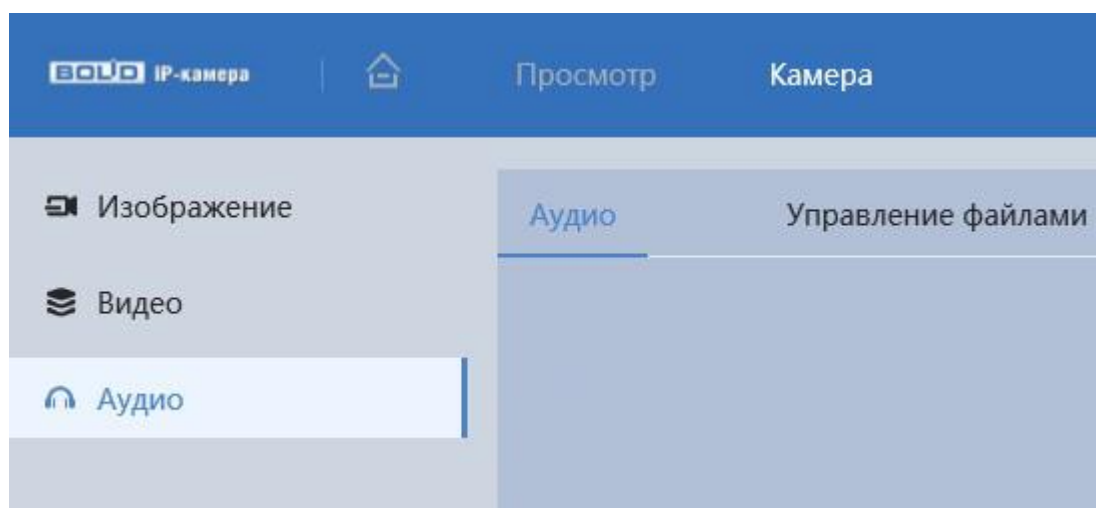 BOLID IP-камера Просмотр Камера
Изображение
Аудио Управление файлами
Видео
Аудио